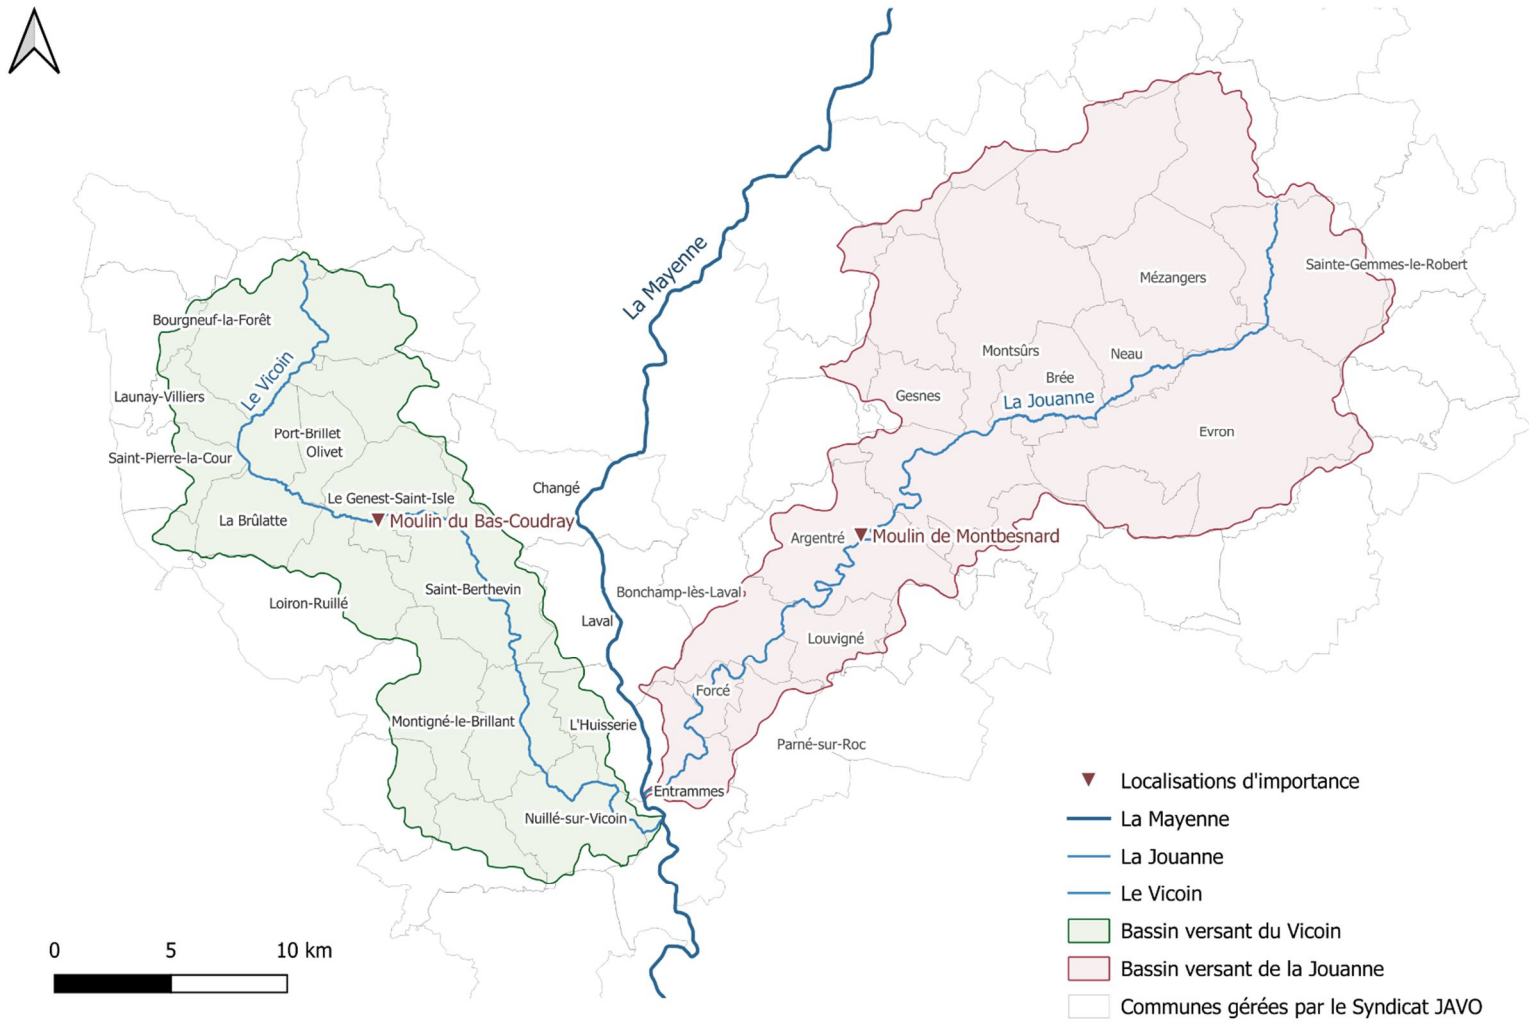 La Mayenne
Sainte-Gemmes-le-Robert
Mézangers
Bourgneuf-la-Forêt
Montsûrs
Neau
Brée
Le Vicoin
Launay-Villiers
Gesnes
La Jouanne
Port-Brillet
Olivet
Evron
Saint-Pierre-la-Cour
Changé
Le Genest-Saint-Isle
La Brûlatte
Moulin du Bas-Coudray
Argentré
Moulin de Montbesnard
Saint-Berthevin
Bonchamp-lès-Laval
Loiron-Ruillé
Laval
Louvigné
Forcé
Montigné-le-Brillant
L'Huisserie
Parné-sur-Roc
Entrammes
Nuillé-sur-Vicoin
Localisations d'importance
La Mayenne
La Jouanne
Le Vicoin
Bassin versant du Vicoin
Bassin versant de la Jouanne
Communes gérées par le Syndicat JAVO
0 5 10 km